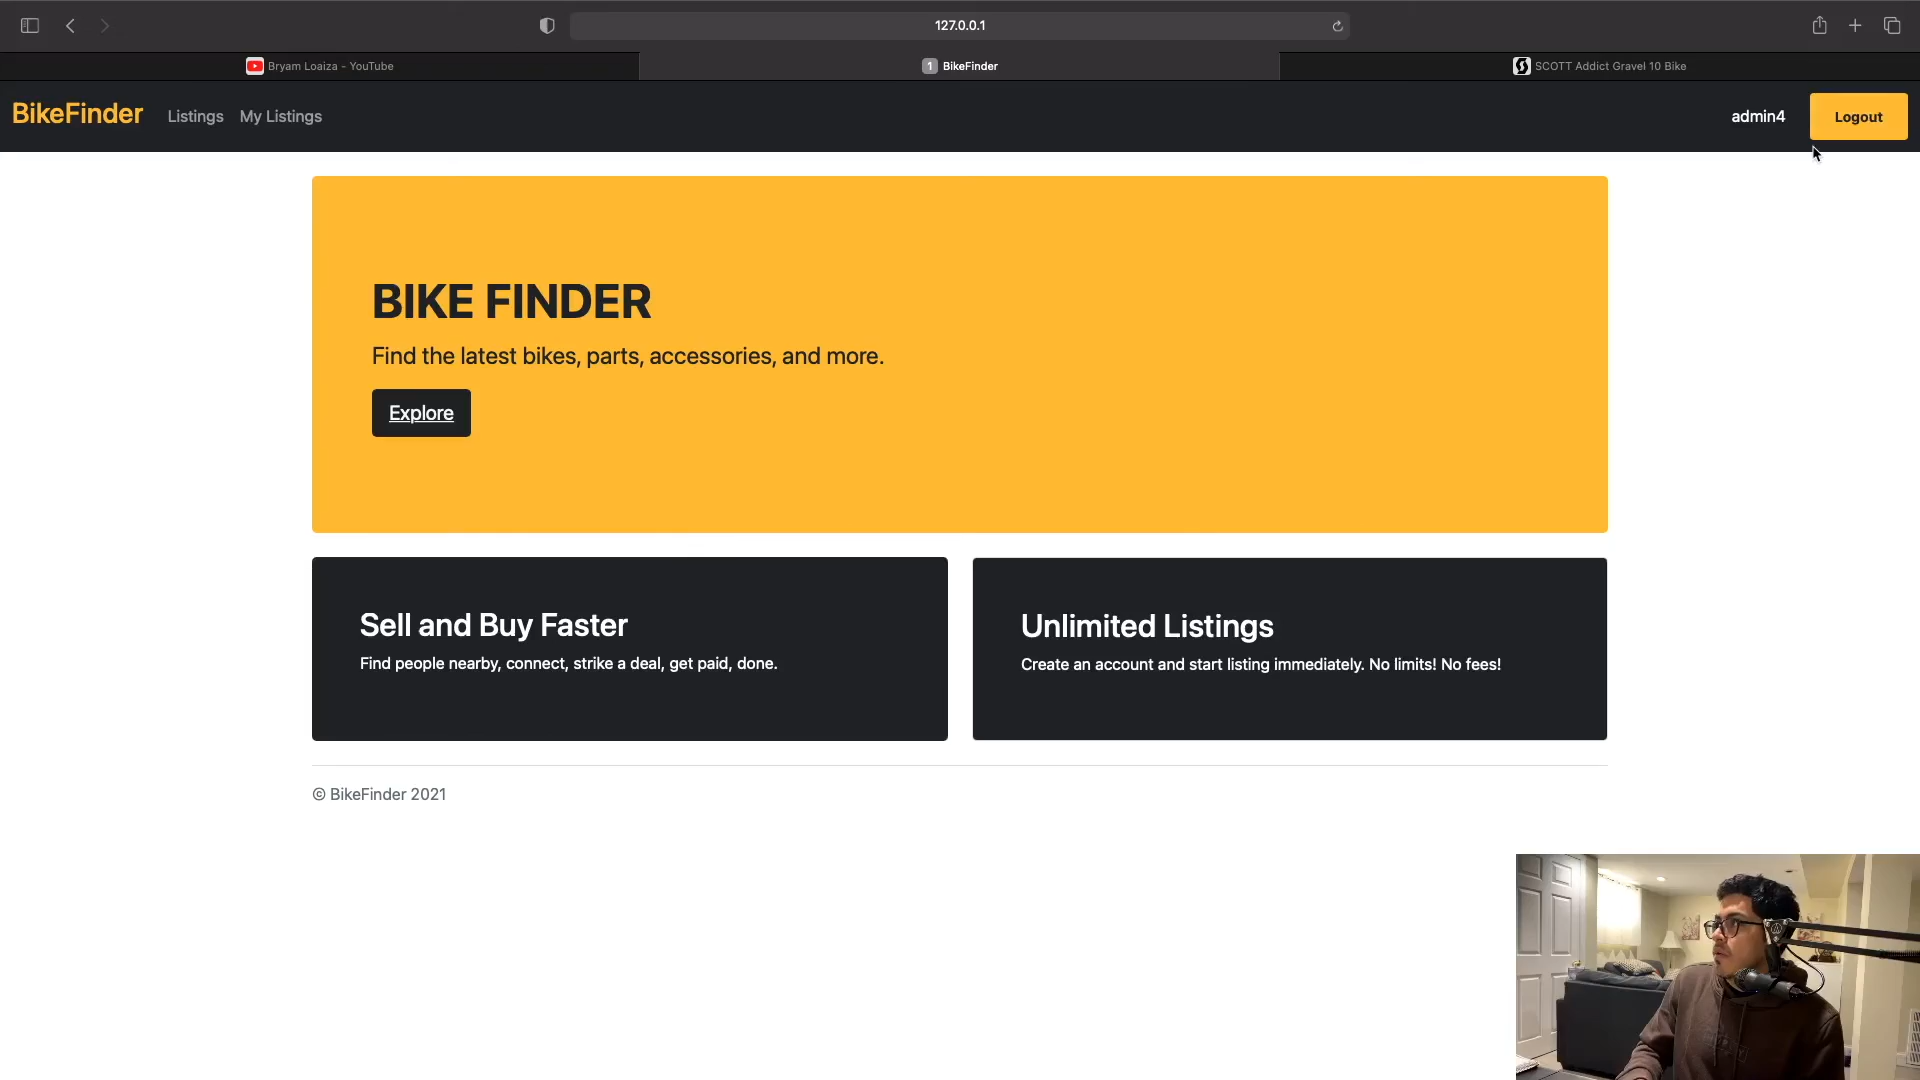 127.0.0.1
Bryam Loaiza - YouTube
1 BikeFinder
SCOTT Addict Gravel 10 Bike
BikeFinder
Listings
My Listings
admin4
Logout
BIKE FINDER
Find the latest bikes, parts, accessories, and more.
Explore
Sell and Buy Faster
Find people nearby, connect, strike a deal, get paid, done.
Unlimited Listings
Create an account and start listing immediately. No limits! No fees!
© BikeFinder 2021